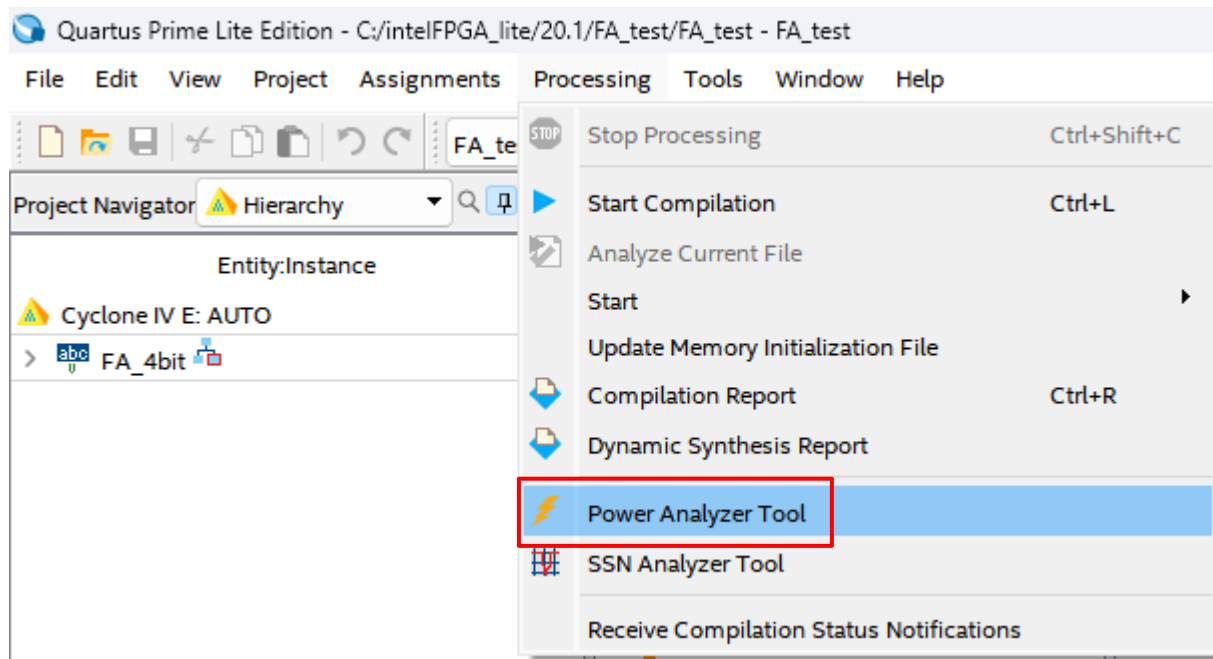 Quartus Prime Lite Edition - C:/intelFPGA_lite/20.1/FA_test/FA_test - FA_test
File Edit View Project Assignments Processing Tools Window Help
FA_te
STOP Stop Processing Ctrl+Shift+C
Project Navigator Hierarchy
Start Compilation Ctrl+L
Entity:Instance
Analyze Current File
Cyclone IV E: AUTO
Start
abc FA_4bit
Update Memory Initialization File
Compilation Report Ctrl+R
Dynamic Synthesis Report
Power Analyzer Tool
SSN Analyzer Tool
Receive Compilation Status Notifications